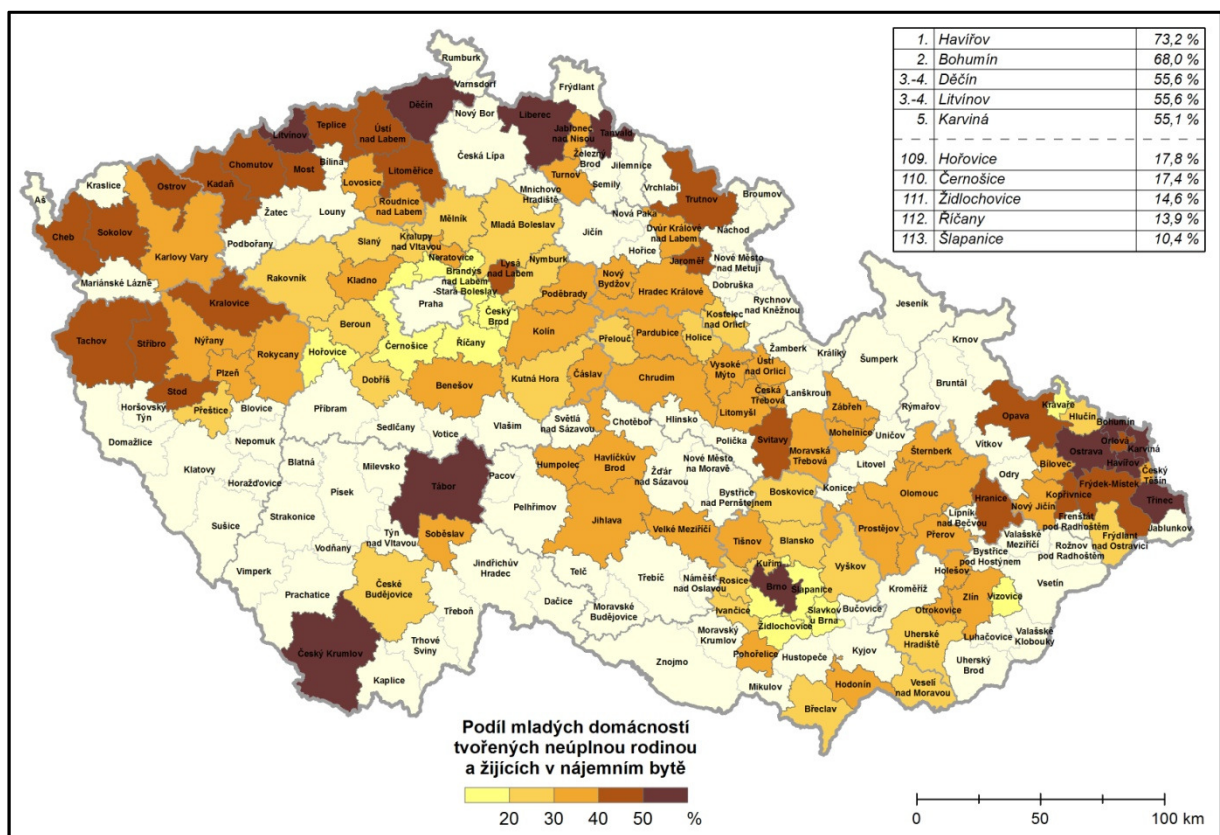 1. Havířov 73,2 %
2. Bohumín 68,0 %
3.-4. Děčín 55,6 %
3.-4. Litvínov 55,6 %
5. Karviná 55,1 %
109. Hořovice 17,8 %
110. Černošice 17,4 %
111. Židlochovice 14,6 %
112. Říčany 13,9 %
113. Šlapanice 10,4 %
Rumburk
Varnsdorf
Děčín
Nový Bor
Frýdlant
Liberec
Jablonec
nad Nisou
Tanvald
Litvínov
Teplice
Ústí
nad Labem
Česká Lípa
Železný
Brod
Jilemnice
Chomutov
Most
Bílina
Litoměřice
Turnov
Semily
Vrchlabí
Trutnov
Broumov
Kraslice
Ostrov
Kadaň
Lovosice
Roudnice
nad Labem
Mnichovo
Hradiště
Aš
Žatec
Louny
Mělník
Mladá Boleslav
Jičín
Nová Paka
Dvůr Králové
nad Labem
Náchod
Cheb
Sokolov
Karlovy Vary
Podbořany
Slaný
Kralupy
nad Vltavou
Neratovice
Hořice
Jaroměř
Nové Město
nad Metují
Mariánské Lázně
Rakovník
Kladno
Brandýs
nad Labem
-Stará Boleslav
Lysá
nad Labem
Nymburk
Poděbrady
Nový
Bydžov
Hradec Králové
Dobruška
Rychnov
nad Kněžnou
Kralovice
Praha
Český
Brod
Kostelec
nad Orlicí
Jeseník
Tachov
Stříbro
Nýřany
Rokycany
Beroun
Hořovice
Černošice
Říčany
Kolín
Přelouč
Pardubice
Holice
Žamberk
Králíky
Šumperk
Krnov
Plzeň
Stod
Dobříš
Benešov
Kutná Hora
Čáslav
Chrudim
Vysoké
Mýto
Ústí
nad Orlicí
Česká
Třebová
Lanškroun
Bruntál
Přeštice
Horšovský
Týn
Blovice
Příbram
Sedlčany
Votice
Vlašim
Světlá
nad Sázavou
Chotěboř
Hlinsko
Litomyšl
Zábřeh
Rýmařov
Opava
Kravaře
Hlučín
Bohumín
Domažlice
Nepomuk
Blatná
Milevsko
Pacov
Humpolec
Havlíčkův
Brod
Polička
Svitavy
Moravská
Třebová
Mohelnice
Uničov
Vítkov
Ostrava
Orlová
Karviná
Havířov
Klatovy
Horažďovice
Písek
Tábor
Žďár
nad Sázavou
Nové Město
na Moravě
Litovel
Šternberk
Odry
Bílovec
Český
Těšín
Frýdek-Místek
Sušice
Strakonice
Pelhřimov
Bystřice
nad Pernštejnem
Konice
Olomouc
Hranice
Nový Jičín
Kopřivnice
Třinec
Týn
nad Vltavou
Soběslav
Jihlava
Velké Meziříčí
Boskovice
Prostějov
Přerov
Lipník
nad Bečvou
Frenštát
pod Radhoštěm
Jablunkov
Vodňany
Tišnov
Blansko
Valašské
Meziříčí
Frýdlant
nad Ostravicí
Vimperk
Prachatice
Jindřichův
Hradec
Telč
Třebíč
Náměšť
nad Oslavou
Kuřim
Vyškov
Bystřice
pod Hostýnem
Rožnov
pod Radhoštěm
České
Budějovice
Rosice
Brno
Šlapanice
Holešov
Vsetín
Třeboň
Dačice
Moravské
Budějovice
Ivančice
Slavkov
u Brna
Bučovice
Kroměříž
Zlín
Vizovice
Otrokovice
Český Krumlov
Trhové
Sviny
Moravský
Krumlov
Židlochovice
Luhačovice
Valašské
Klobouky
Kaplice
Znojmo
Pohořelice
Hustopeče
Kyjov
Uherské
Hradiště
Uherský
Brod
Mikulov
Hodonín
Veselí
nad Moravou
Břeclav
Podíl mladých domácností
tvořených neúplnou rodinou
a žijících v nájemním bytě
20 30 40 50 %
0 50 100 km